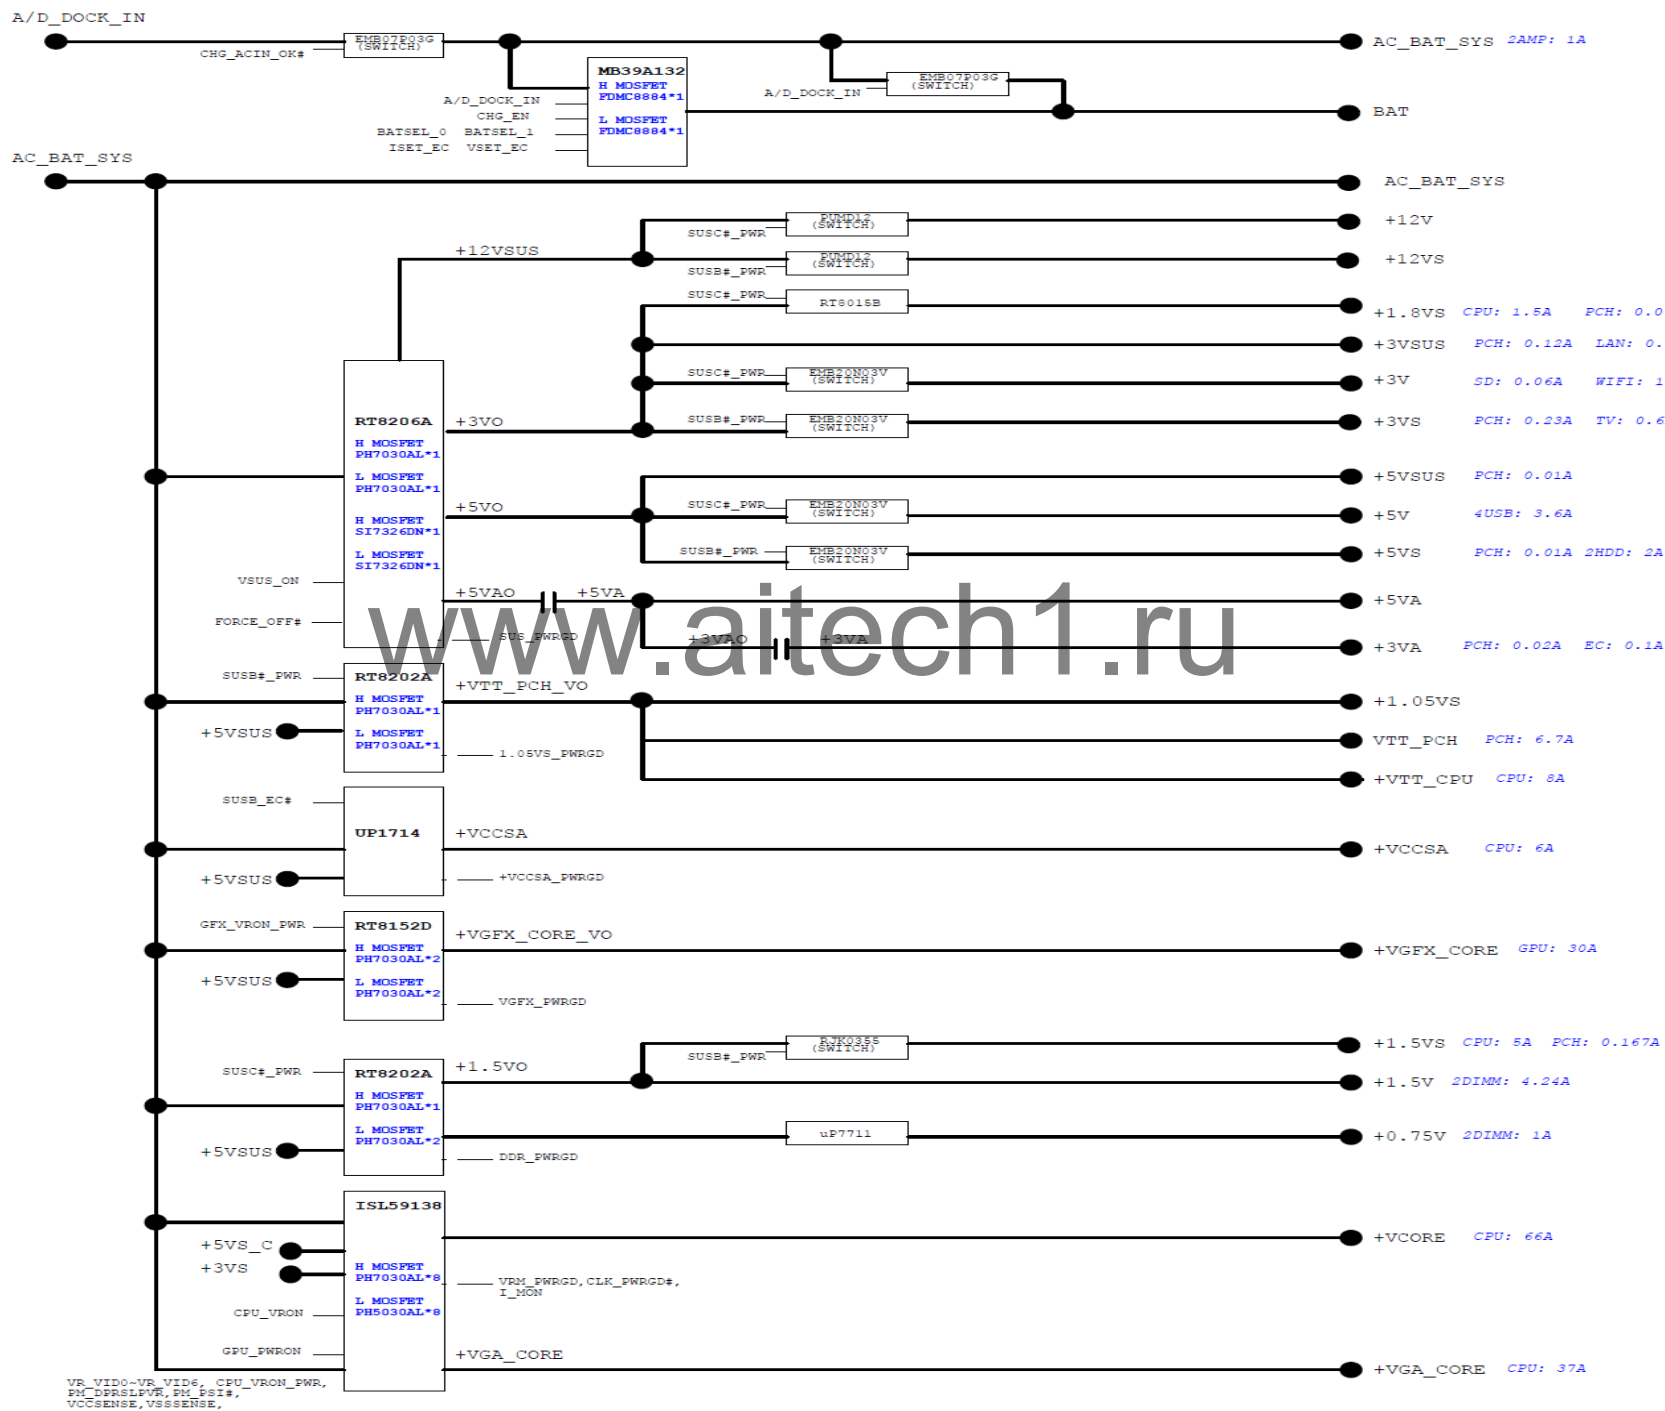 A/D_DOCK_IN
CHG_ACIN_OK#
EMB07P03G
(SWITCH)
AC_BAT_SYS 2AMP: 1A
MB39A132
H MOSFET
FDMC8884*1
L MOSFET
FDMC8884*1
A/D_DOCK_IN
CHG_EN
BATSEL_0 BATSEL_1
ISET_EC VSET_EC
A/D_DOCK_IN
EMB07P03G
(SWITCH)
BAT
AC_BAT_SYS
AC_BAT_SYS
+12VSUS
SUSC#_PWR
PUMD12
(SWITCH)
+12V
SUSB#_PWR
PUMD12
(SWITCH)
+12VS
SUSC#_PWR
RT8015B
+1.8VS CPU: 1.5A PCH: 0.0
+3VSUS PCH: 0.12A LAN: 0.
SUSC#_PWR
EMB20N03V
(SWITCH)
+3V SD: 0.06A WIFI: 1
RT8206A
H MOSFET
PH7030AL*1
L MOSFET
PH7030AL*1
H MOSFET
SI7326DN*1
L MOSFET
SI7326DN*1
+3VO
SUSB#_PWR
EMB20N03V
(SWITCH)
+3VS PCH: 0.23A TV: 0.6
+5VSUS PCH: 0.01A
+5VO
SUSC#_PWR
EMB20N03V
(SWITCH)
+5V 4USB: 3.6A
SUSB#_PWR
EMB20N03V
(SWITCH)
+5VS PCH: 0.01A 2HDD: 2A
VSUS_ON
FORCE_OFF#
+5VAO +5VA
+5VA
SUS_PWRGD
+3VAO +3VA
+3VA PCH: 0.02A EC: 0.1A
www.aitech1.ru
SUSB#_PWR
+5VSUS
RT8202A
H MOSFET
PH7030AL*1
L MOSFET
PH7030AL*1
+VTT_PCH_VO
1.05VS_PWRGD
+1.05VS
VTT_PCH PCH: 6.7A
+VTT_CPU CPU: 8A
SUSB_EC#
+5VSUS
UP1714
+VCCSA
+VCCSA_PWRGD
+VCCSA CPU: 6A
GFX_VRON_PWR
+5VSUS
RT8152D
H MOSFET
PH7030AL*2
L MOSFET
PH7030AL*2
+VGFX_CORE_VO
VGFX_PWRGD
+VGFX_CORE GPU: 30A
SUSC#_PWR
+5VSUS
RT8202A
H MOSFET
PH7030AL*1
L MOSFET
PH7030AL*2
+1.5VO
DDR_PWRGD
SUSB#_PWR
RJK0355
(SWITCH)
+1.5VS CPU: 5A PCH: 0.167A
+1.5V 2DIMM: 4.24A
uP7711
+0.75V 2DIMM: 1A
+5VS_C
+3VS
CPU_VRON
GPU_PWRON
ISL59138
H MOSFET
PH7030AL*8
L MOSFET
PH5030AL*8
VRM_PWRGD,CLK_PWRGD#,
I_MON
+VCORE CPU: 66A
+VGA_CORE
+VGA_CORE CPU: 37A
VR_VID0~VR_VID6, CPU_VRON_PWR,
PM_DPRSLPVR,PM_PSI#,
VCCSENSE,VSSSENSE,